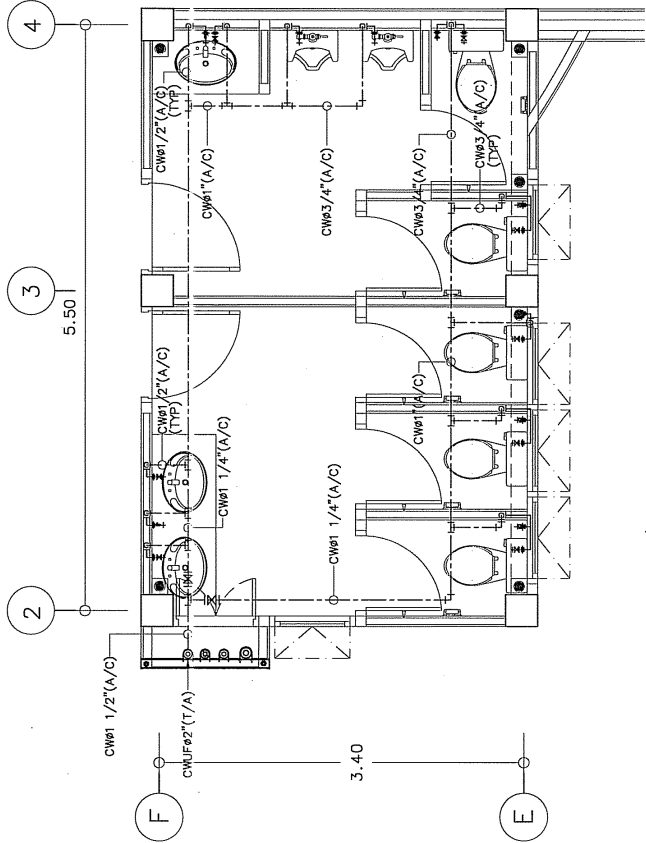 2
3
4
5.50
CWø1 1/2"(A/C)
CWUFø2"(T/A)
F
3.40
E
CWø1/2"(A/C)
(TYP)
CWø1 1/4"(A/C)
CWø1 1/4"(A/C)
CWø1"(A/C)
CWø1/2"(A/C)
(TYP)
CWø1"(A/C)
CWø3/4"(A/C)
CWø3/4"(A/C)
CWø3/4"(A/C)
(TYP)